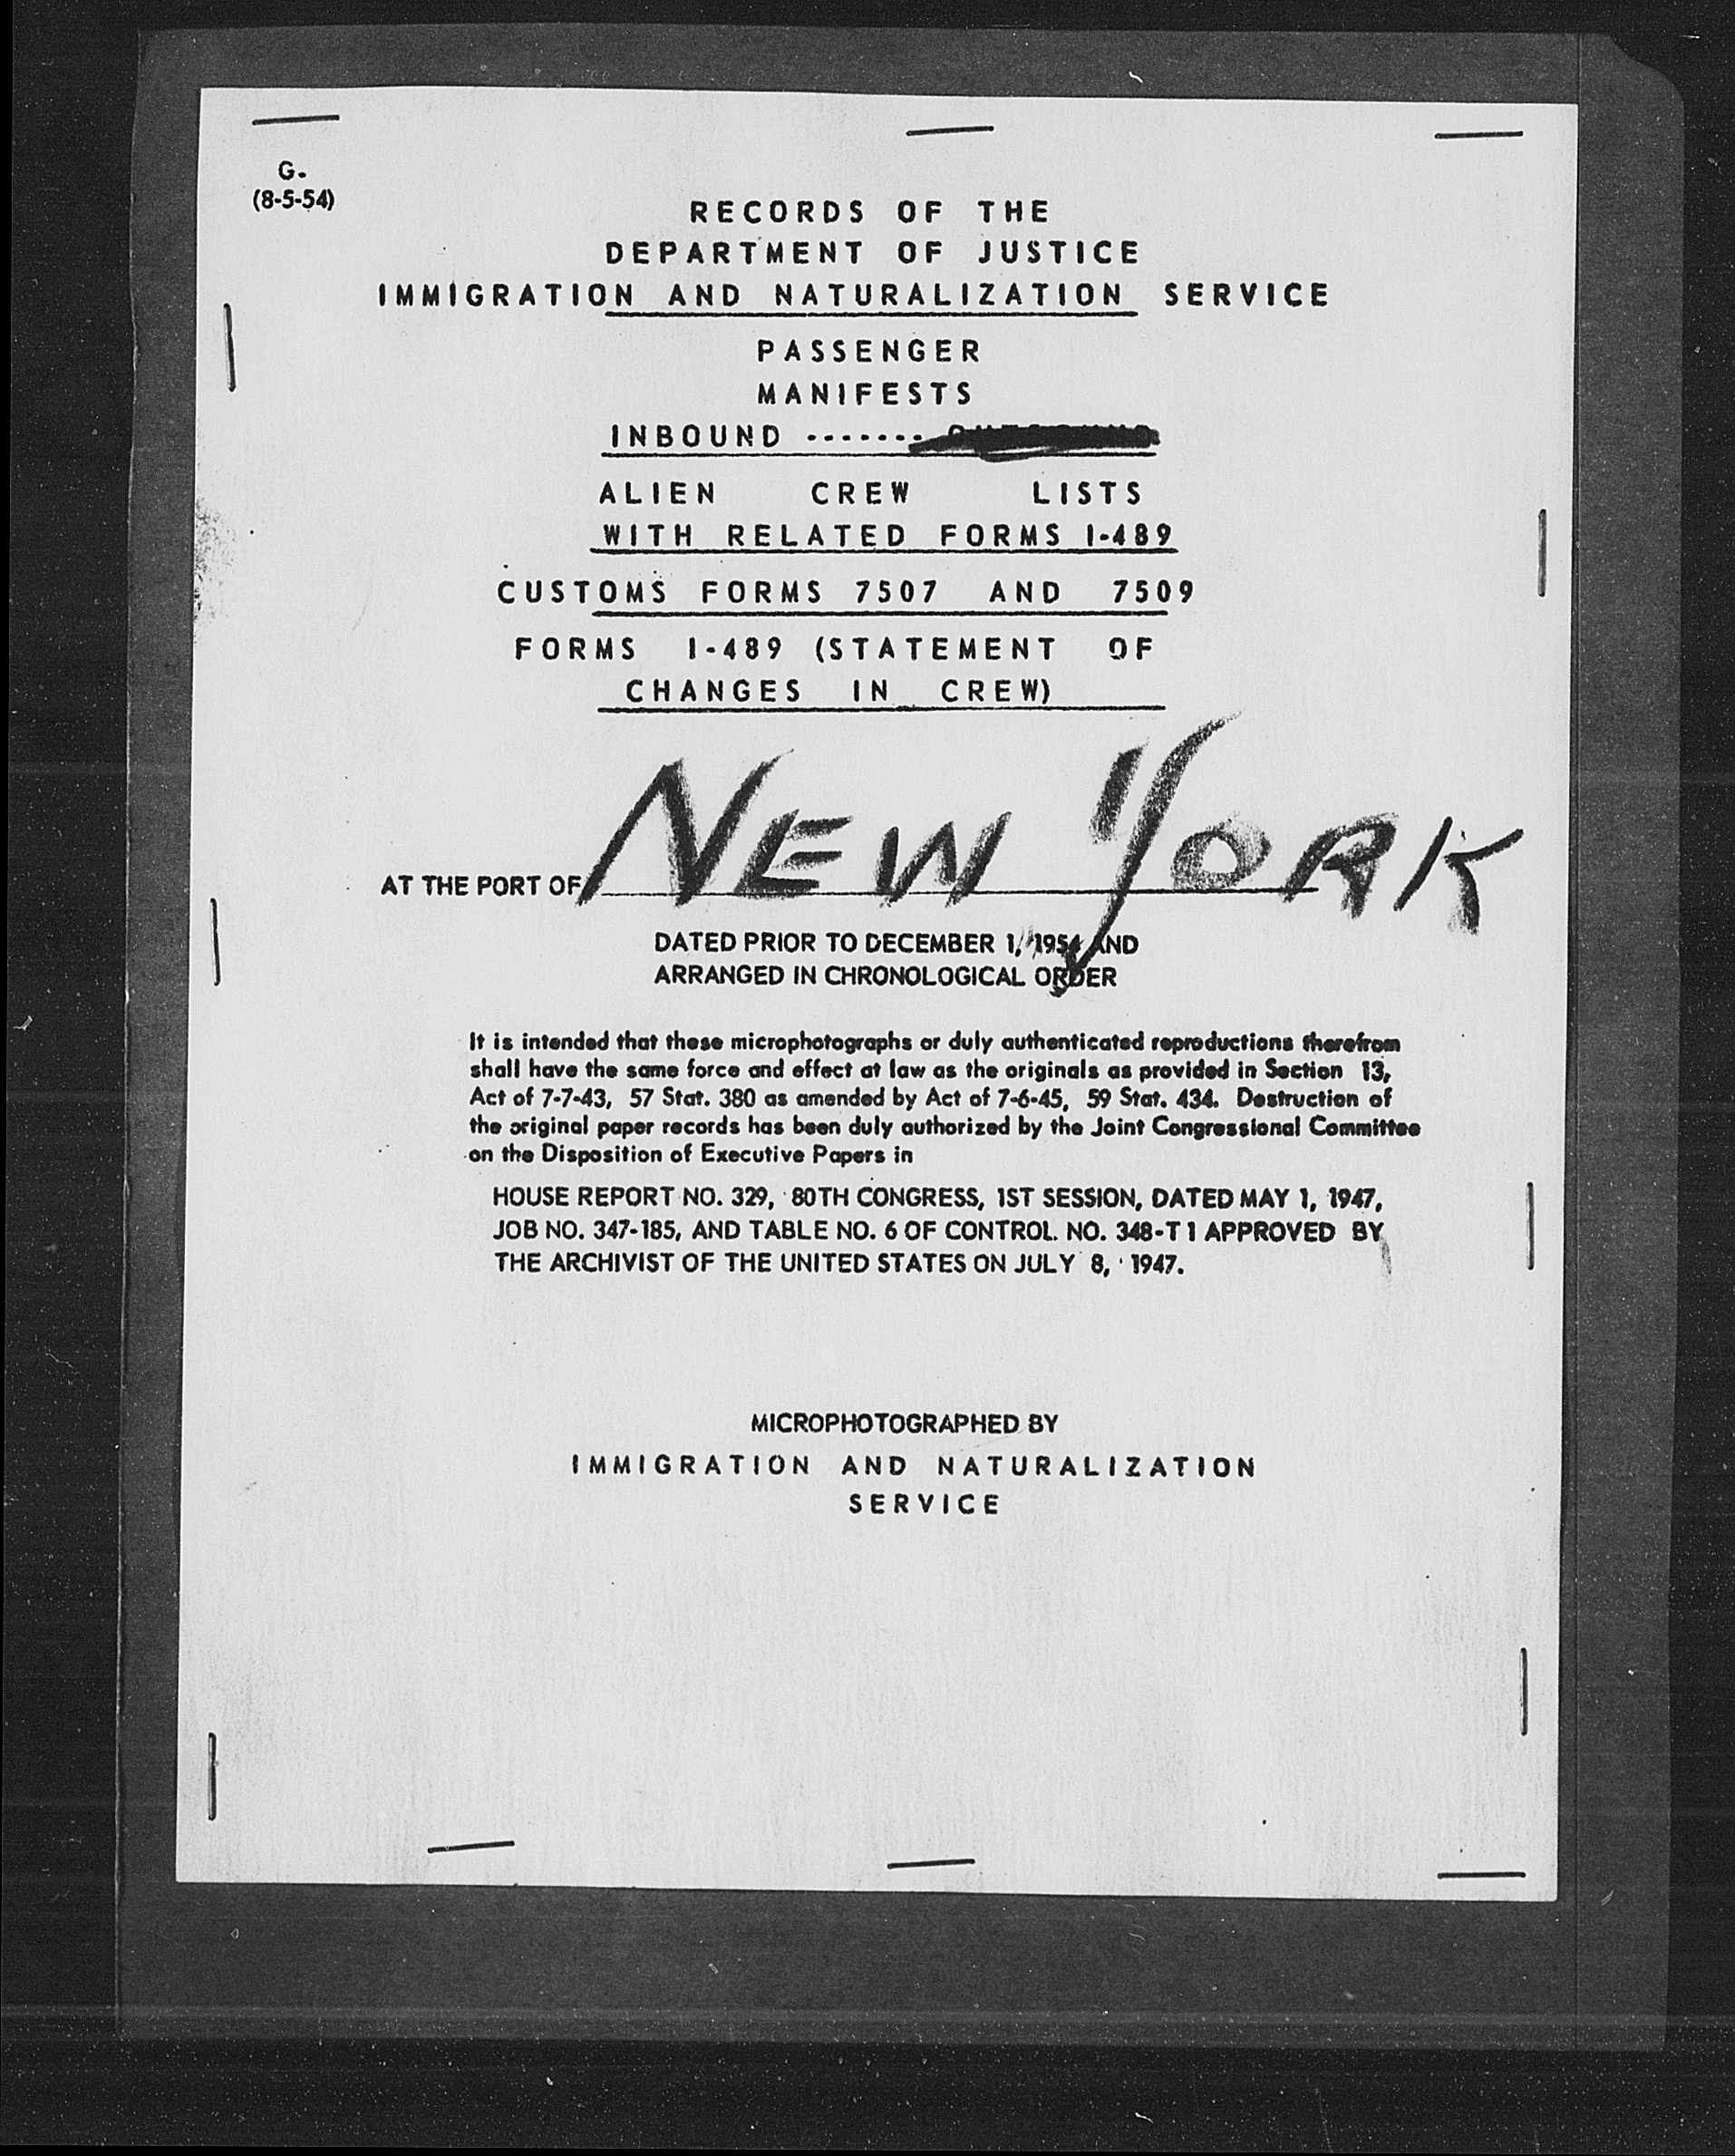 G-
(8-5-54)
RECORDS OF THE
DEPARTMENT OF JUSTICE
IMMIGRATION AND NATURALIZATION SERVICE
PASSENGER
MANIFESTS
INBOUND -------
ALIEN CREW LISTS
WITH RELATED FORMS I-489
CUSTOMS FORMS 7507 AND 7509
FORMS I-489 (STATEMENT OF
CHANGES IN CREW)
AT THE PORT OF NEW YORK
DATED PRIOR TO DECEMBER 1, 1954 AND
ARRANGED IN CHRONOLOGICAL ORDER
It is intended that these microphotographs or duly authenticated reproductions therefrom
shall have the same force and effect at law as the originals as provided in Section 13,
Act of 7-7-43, 57 Stat. 380 as amended by Act of 7-6-45, 59 Stat. 434. Destruction of
the original paper records has been duly authorized by the Joint Congressional Committee
on the Disposition of Executive Papers in
HOUSE REPORT NO. 329, 80TH CONGRESS, 1ST SESSION, DATED MAY 1, 1947,
JOB NO. 347-185, AND TABLE NO. 6 OF CONTROL NO. 348-T1 APPROVED BY
THE ARCHIVIST OF THE UNITED STATES ON JULY 8, 1947.
MICROPHOTOGRAPHED BY
IMMIGRATION AND NATURALIZATION
SERVICE